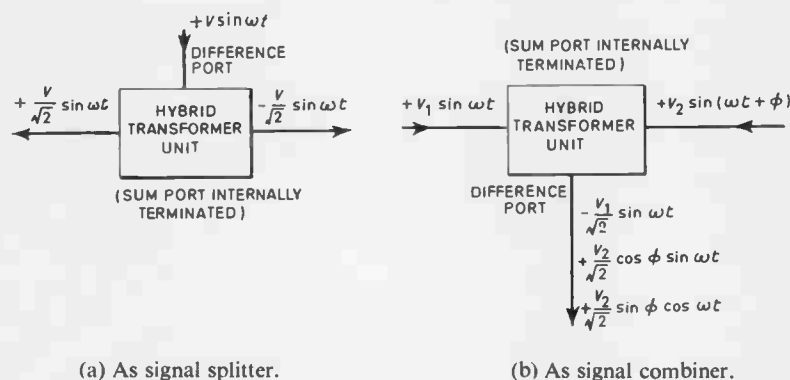 +v sin ωt
DIFFERENCE
PORT
+ V/√2 sin ωt
HYBRID
TRANSFORMER
UNIT
- V/√2 sin ωt
(SUM PORT INTERNALLY
TERMINATED)
(a) As signal splitter.
(SUM PORT INTERNALLY
TERMINATED)
+V₁ sin ωt
HYBRID
TRANSFORMER
UNIT
+V₂ sin (ωt + ϕ)
DIFFERENCE
PORT
- V₁/√2 sin ωt
+ V₂/√2 cos ϕ sin ωt
+ V₂/√2 sin ϕ cos ωt
(b) As signal combiner.